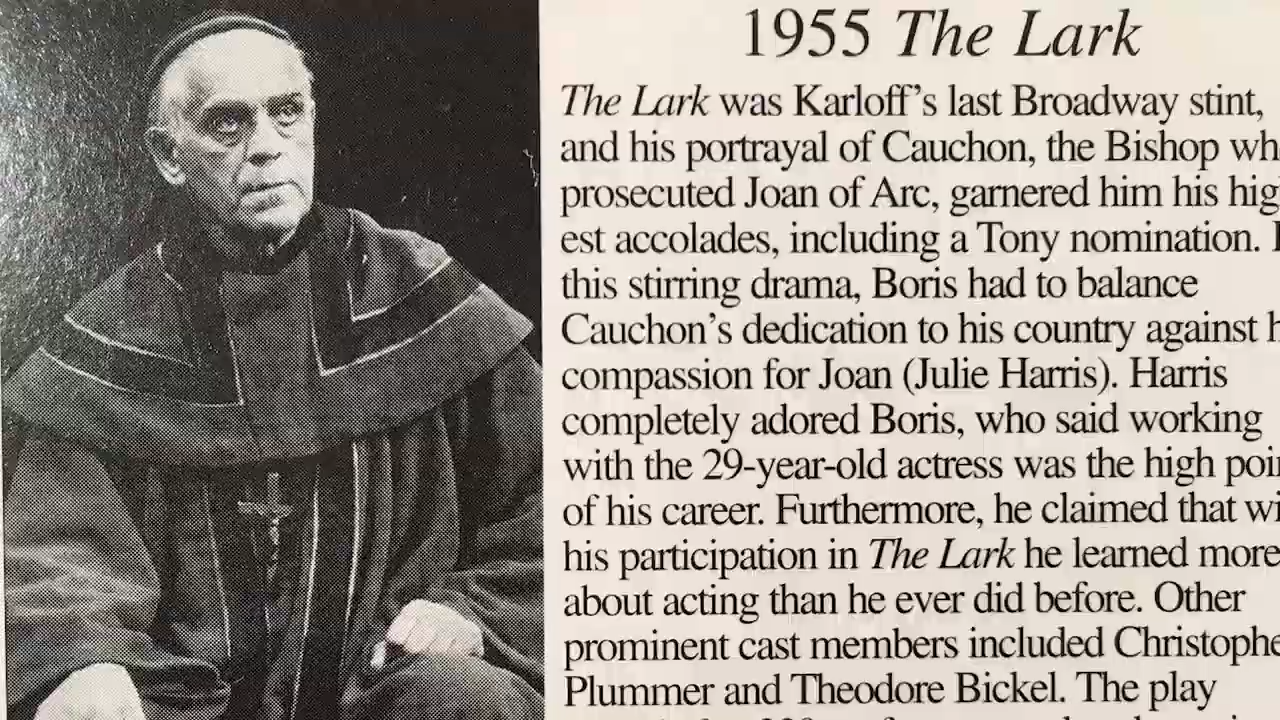 1955 The Lark
The Lark was Karloff's last Broadway stint,
and his portrayal of Cauchon, the Bishop
prosecuted Joan of Arc, garnered him his
est accolades, including a Tony nomination.
this stirring drama, Boris had to balance
Cauchon's dedication to his country against
compassion for Joan (Julie Harris). Harris
completely adored Boris, who said working
with the 29-year-old actress was the high
of his career. Furthermore, he claimed that
his participation in The Lark he learned more
about acting than he ever did before. Other
prominent cast members included
Plummer and Theodore Bickel. The play